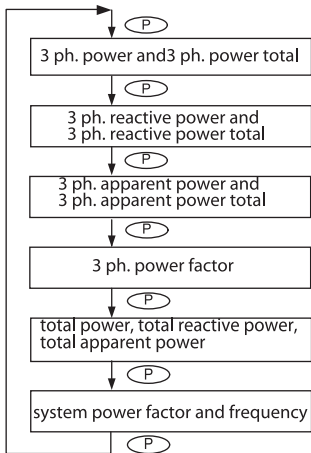 P
3 ph. power and3 ph. power total
P
3 ph. reactive power and
3 ph. reactive power total
P
3 ph. apparent power and
3 ph. apparent power total
P
3 ph. power factor
P
total power, total reactive power,
total apparent power
P
system power factor and frequency
P